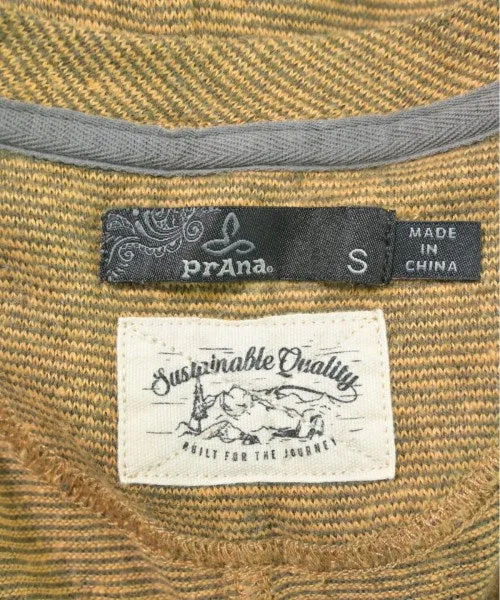 prAna®
S
MADE
IN
CHINA
Sustainable Quality
BUILT FOR THE JOURNEY